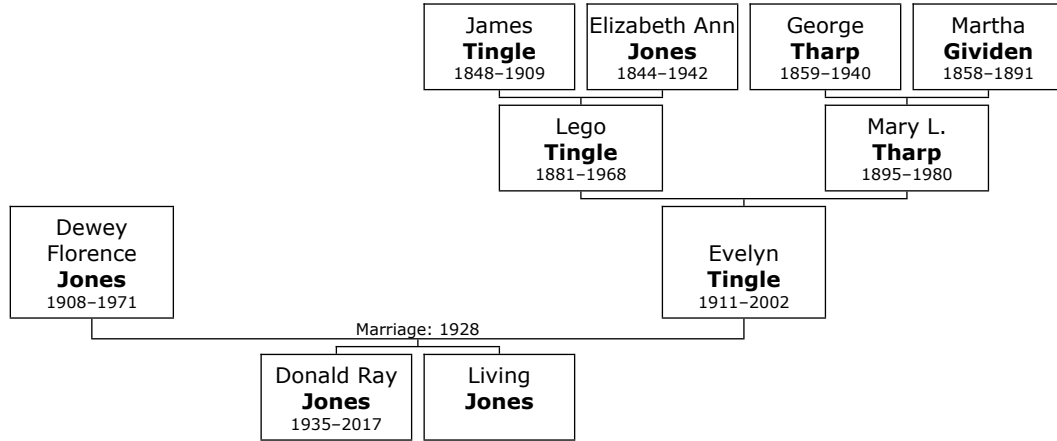 James
Tingle
1848–1909
Elizabeth Ann
Jones
1844–1942
George
Tharp
1859–1940
Martha
Gividen
1858–1891
Lego
Tingle
1881–1968
Mary L.
Tharp
1895–1980
Dewey
Florence
Jones
1908–1971
Evelyn
Tingle
1911–2002
Marriage: 1928
Donald Ray
Jones
1935–2017
Living
Jones